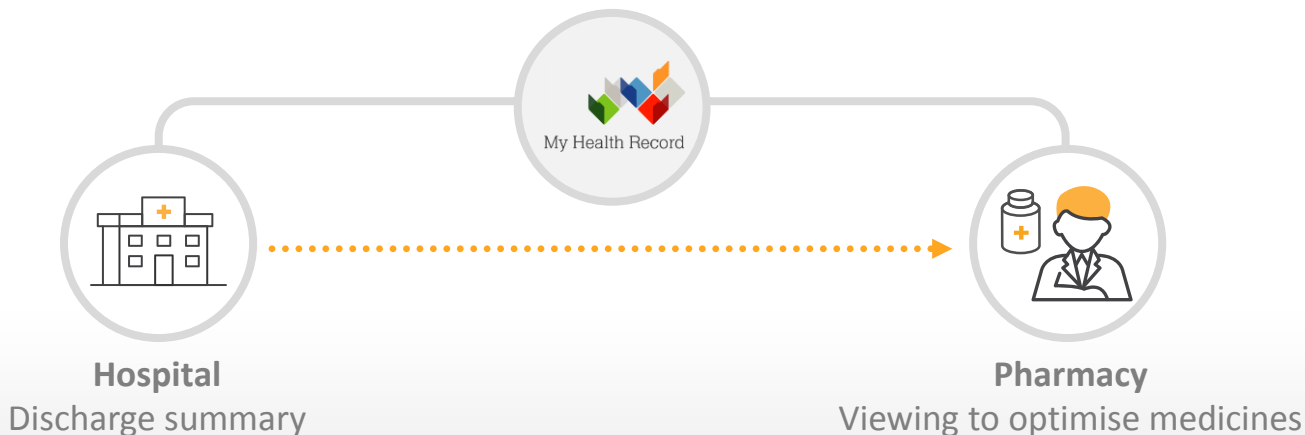 My Health Record
Hospital
Discharge summary
Pharmacy
Viewing to optimise medicines